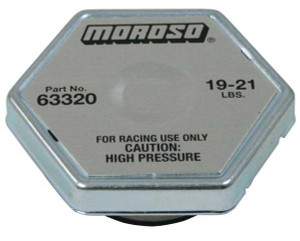 MOROSO®
Part No.
63320
19-21
LBS.
FOR RACING USE ONLY
CAUTION:
HIGH PRESSURE